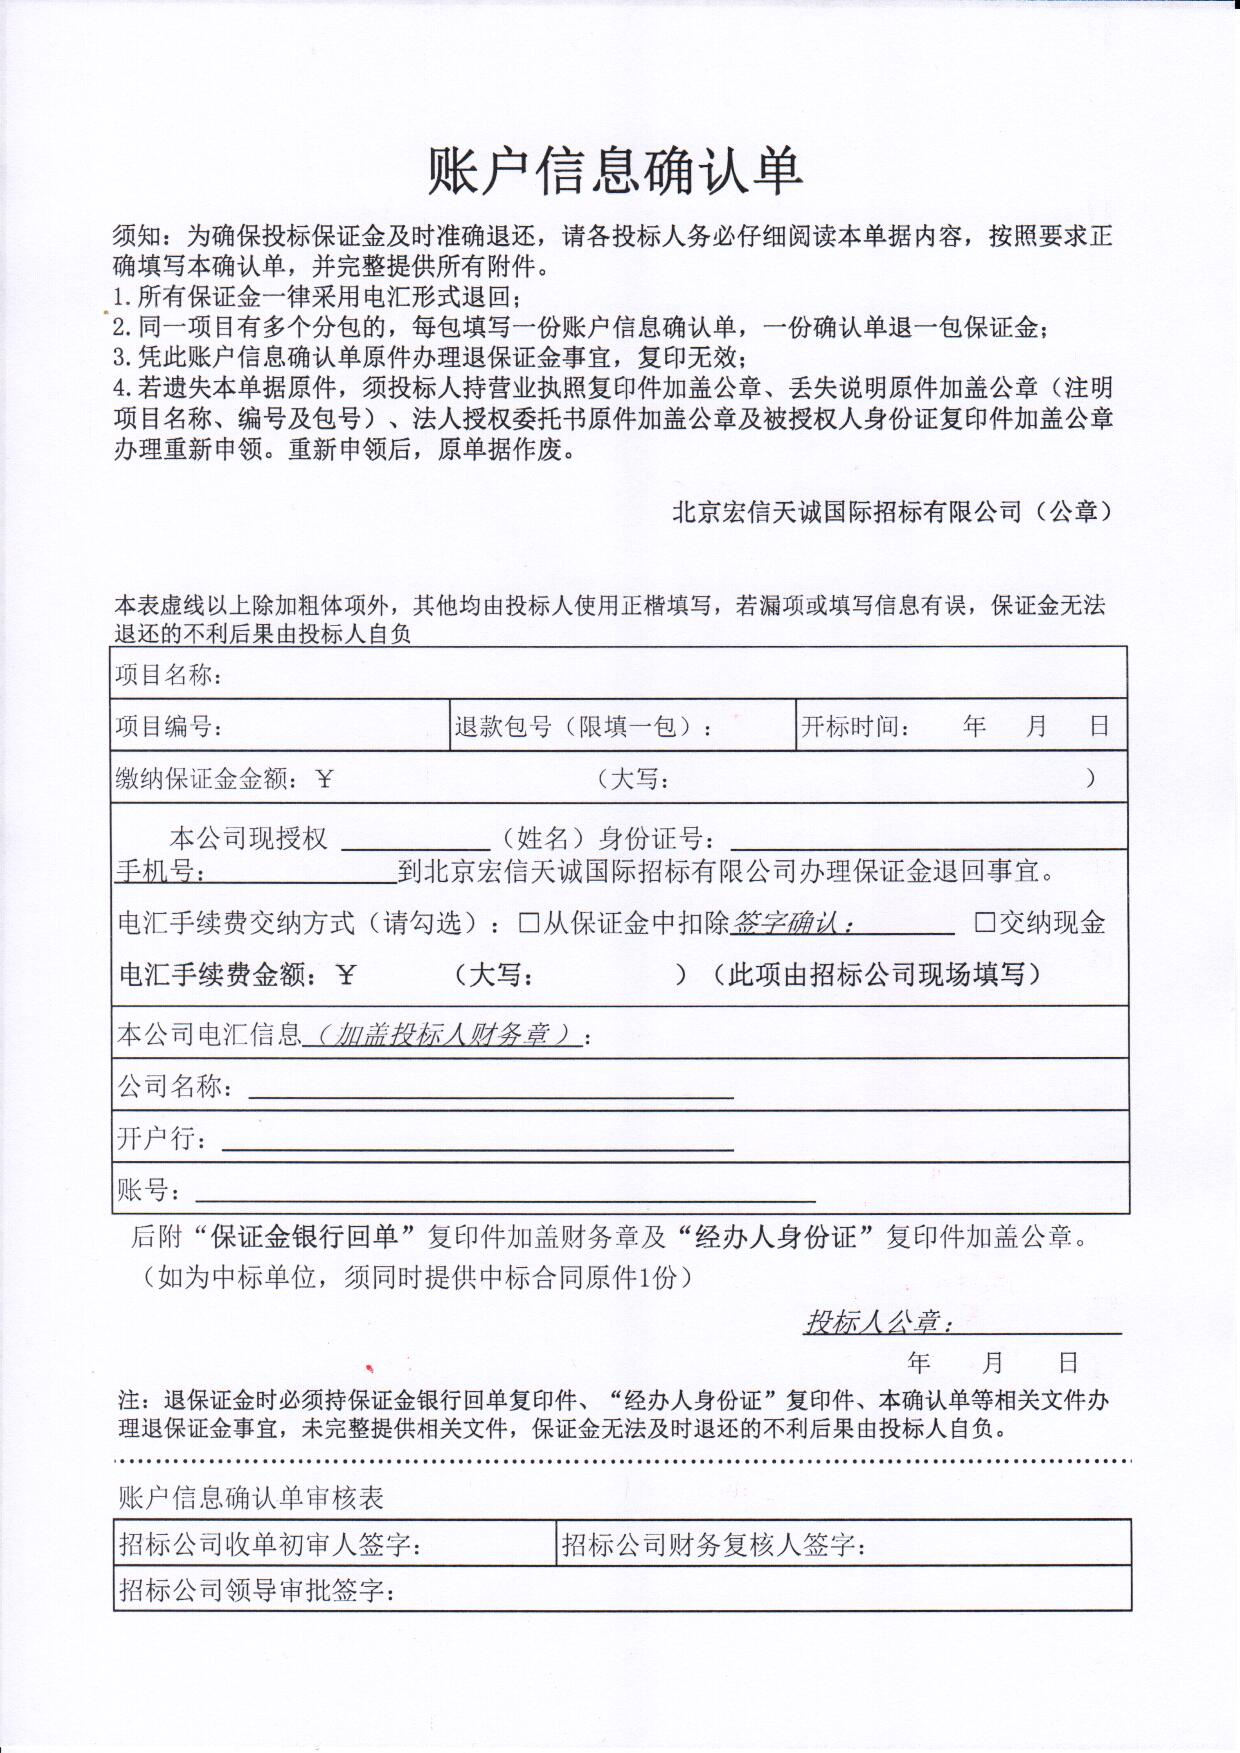 账户信息确认单
须知：为确保投标保证金及时准确退还，请各投标人务必仔细阅读本单据内容，按照要求正
确填写本确认单，并完整提供所有附件。
1.所有保证金一律采用电汇形式退回；
2.同一项目有多个分包的，每包填写一份账户信息确认单，一份确认单退一包保证金；
3.凭此账户信息确认单原件办理退保证金事宜，复印无效；
4.若遗失本单据原件，须投标人持营业执照复印件加盖公章、丢失说明原件加盖公章（注明
项目名称、编号及包号）、法人授权委托书原件加盖公章及被授权人身份证复印件加盖公章
办理重新申领。重新申领后，原单据作废。
北京宏信天诚国际招标有限公司（公章）
本表虚线以上除加粗体项外，其他均由投标人使用正楷填写，若漏项或填写信息有误，保证金无法
退还的不利后果由投标人自负
项目名称：
项目编号： 退款包号（限填一包）： 开标时间： 年 月 日
缴纳保证金金额：￥ （大写： ）
本公司现授权 （姓名）身份证号：
手机号： 到北京宏信天诚国际招标有限公司办理保证金退回事宜。
电汇手续费交纳方式（请勾选）：□从保证金中扣除签字确认： □交纳现金
电汇手续费金额：￥ （大写： ）（此项由招标公司现场填写）
本公司电汇信息（加盖投标人财务章）：
公司名称：
开户行：
账号：
后附“保证金银行回单”复印件加盖财务章及“经办人身份证”复印件加盖公章。
（如为中标单位，须同时提供中标合同原件1份）
投标人公章：
年 月 日
注：退保证金时必须持保证金银行回单复印件、“经办人身份证”复印件、本确认单等相关文件办
理退保证金事宜，未完整提供相关文件，保证金无法及时退还的不利后果由投标人自负。
账户信息确认单审核表
招标公司收单初审人签字： 招标公司财务复核人签字：
招标公司领导审批签字：